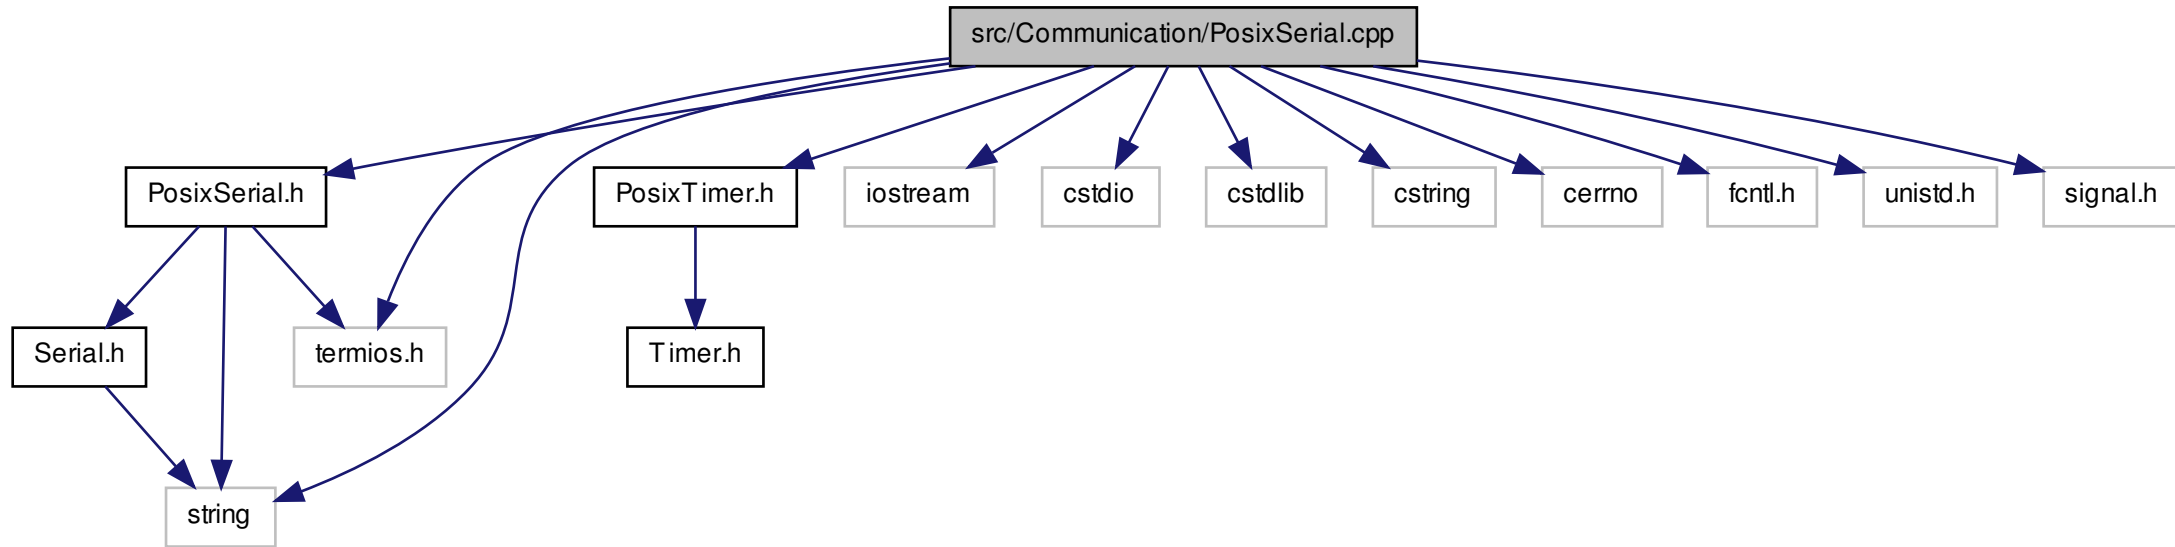 src/Communication/PosixSerial.cpp
PosixSerial.h
PosixTimer.h
iostream
cstdio
cstdlib
cstring
cerrno
fcntl.h
unistd.h
signal.h
Serial.h
termios.h
Timer.h
string